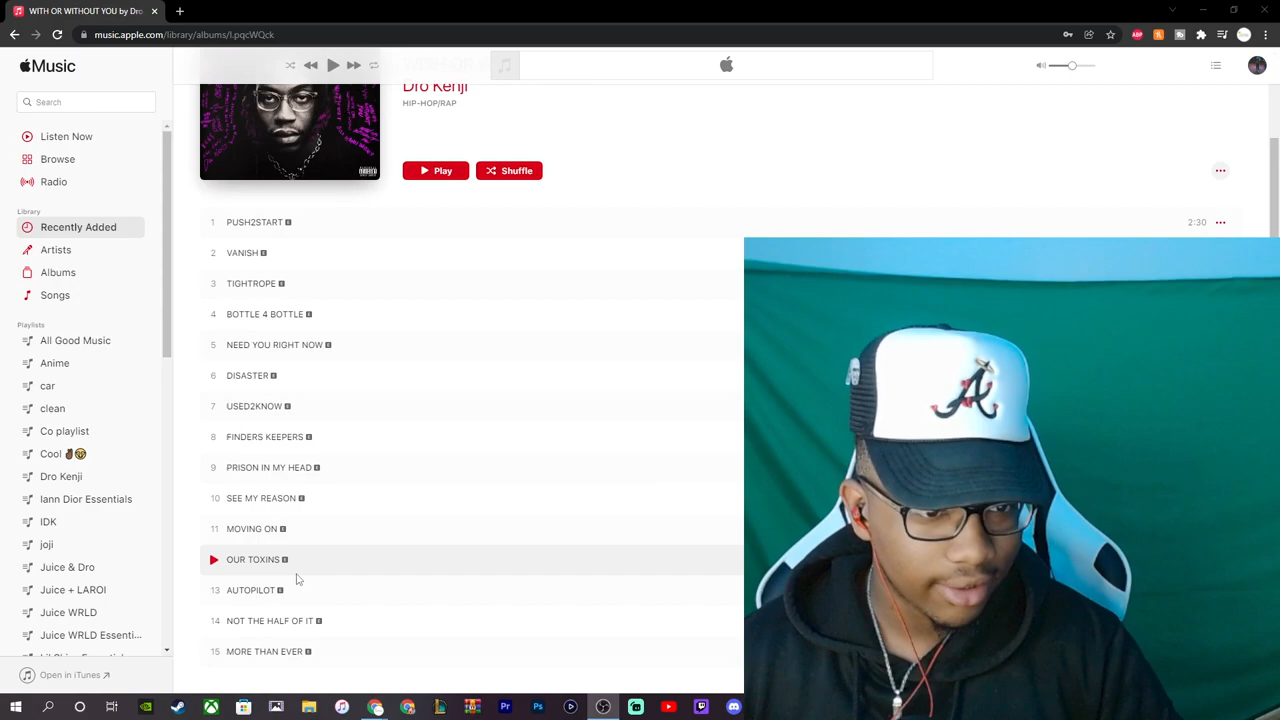 WITH OR WITHOUT YOU by Dro
music.apple.com/library/albums/l.pqcWQck
ABP
Music
Search
Listen Now
Browse
Radio
Library
Recently Added
Artists
Albums
Songs
Playlists
All Good Music
Anime
car
clean
Co playlist
Cool
Dro Kenji
Iann Dior Essentials
IDK
joji
Juice & Dro
Juice + LAROI
Juice WRLD
Juice WRLD Essenti...
Open in iTunes
Dro Kenji
HIP-HOP/RAP
Play
Shuffle
1 PUSH2START E 2:30
2 VANISH E
3 TIGHTROPE E
4 BOTTLE 4 BOTTLE E
5 NEED YOU RIGHT NOW E
6 DISASTER E
7 USED2KNOW E
8 FINDERS KEEPERS E
9 PRISON IN MY HEAD E
10 SEE MY REASON E
11 MOVING ON E
OUR TOXINS E
13 AUTOPILOT E
14 NOT THE HALF OF IT E
15 MORE THAN EVER E
A
Pr
Ps